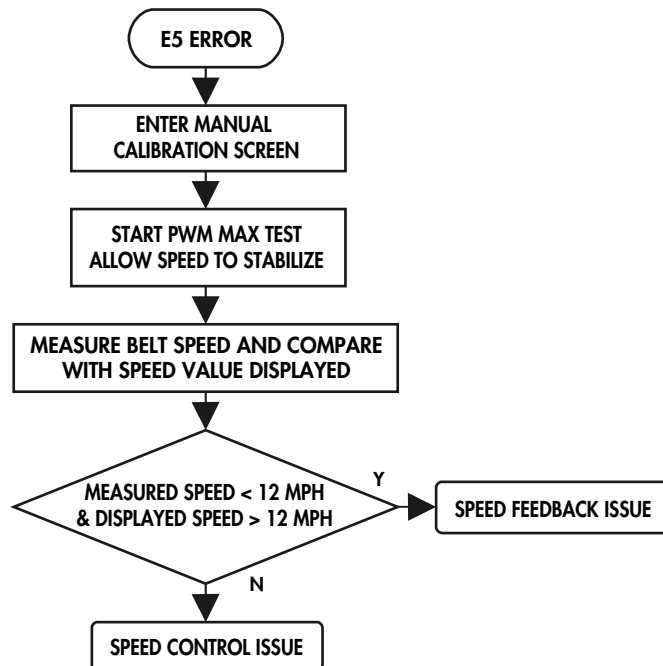 E5 ERROR
ENTER MANUAL
CALIBRATION SCREEN
START PWM MAX TEST
ALLOW SPEED TO STABILIZE
MEASURE BELT SPEED AND COMPARE
WITH SPEED VALUE DISPLAYED
MEASURED SPEED < 12 MPH
& DISPLAYED SPEED > 12 MPH
Y
SPEED FEEDBACK ISSUE
N
SPEED CONTROL ISSUE